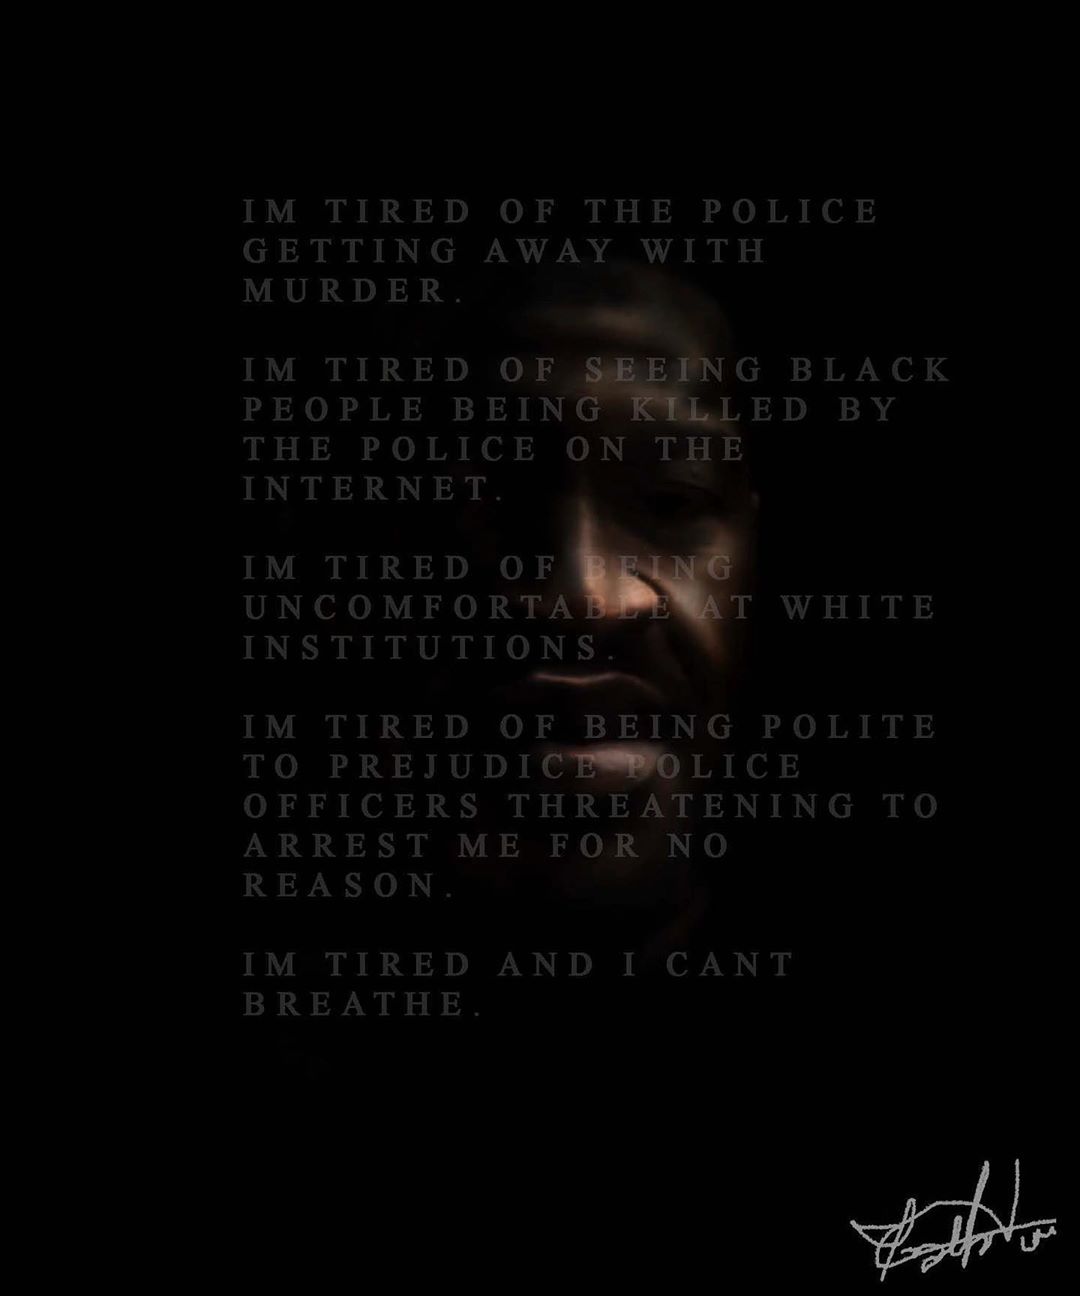 IM TIRED OF THE POLICE
GETTING AWAY WITH
MURDER.
IM TIRED OF SEEING BLACK
PEOPLE BEING KILLED BY
THE POLICE ON THE
INTERNET.
IM TIRED OF BEING
UNCOMFORTABLE AT WHITE
INSTITUTIONS.
IM TIRED OF BEING POLITE
TO PREJUDICE POLICE
OFFICERS THREATENING TO
ARREST ME FOR NO
REASON.
IM TIRED AND I CANT
BREATHE.